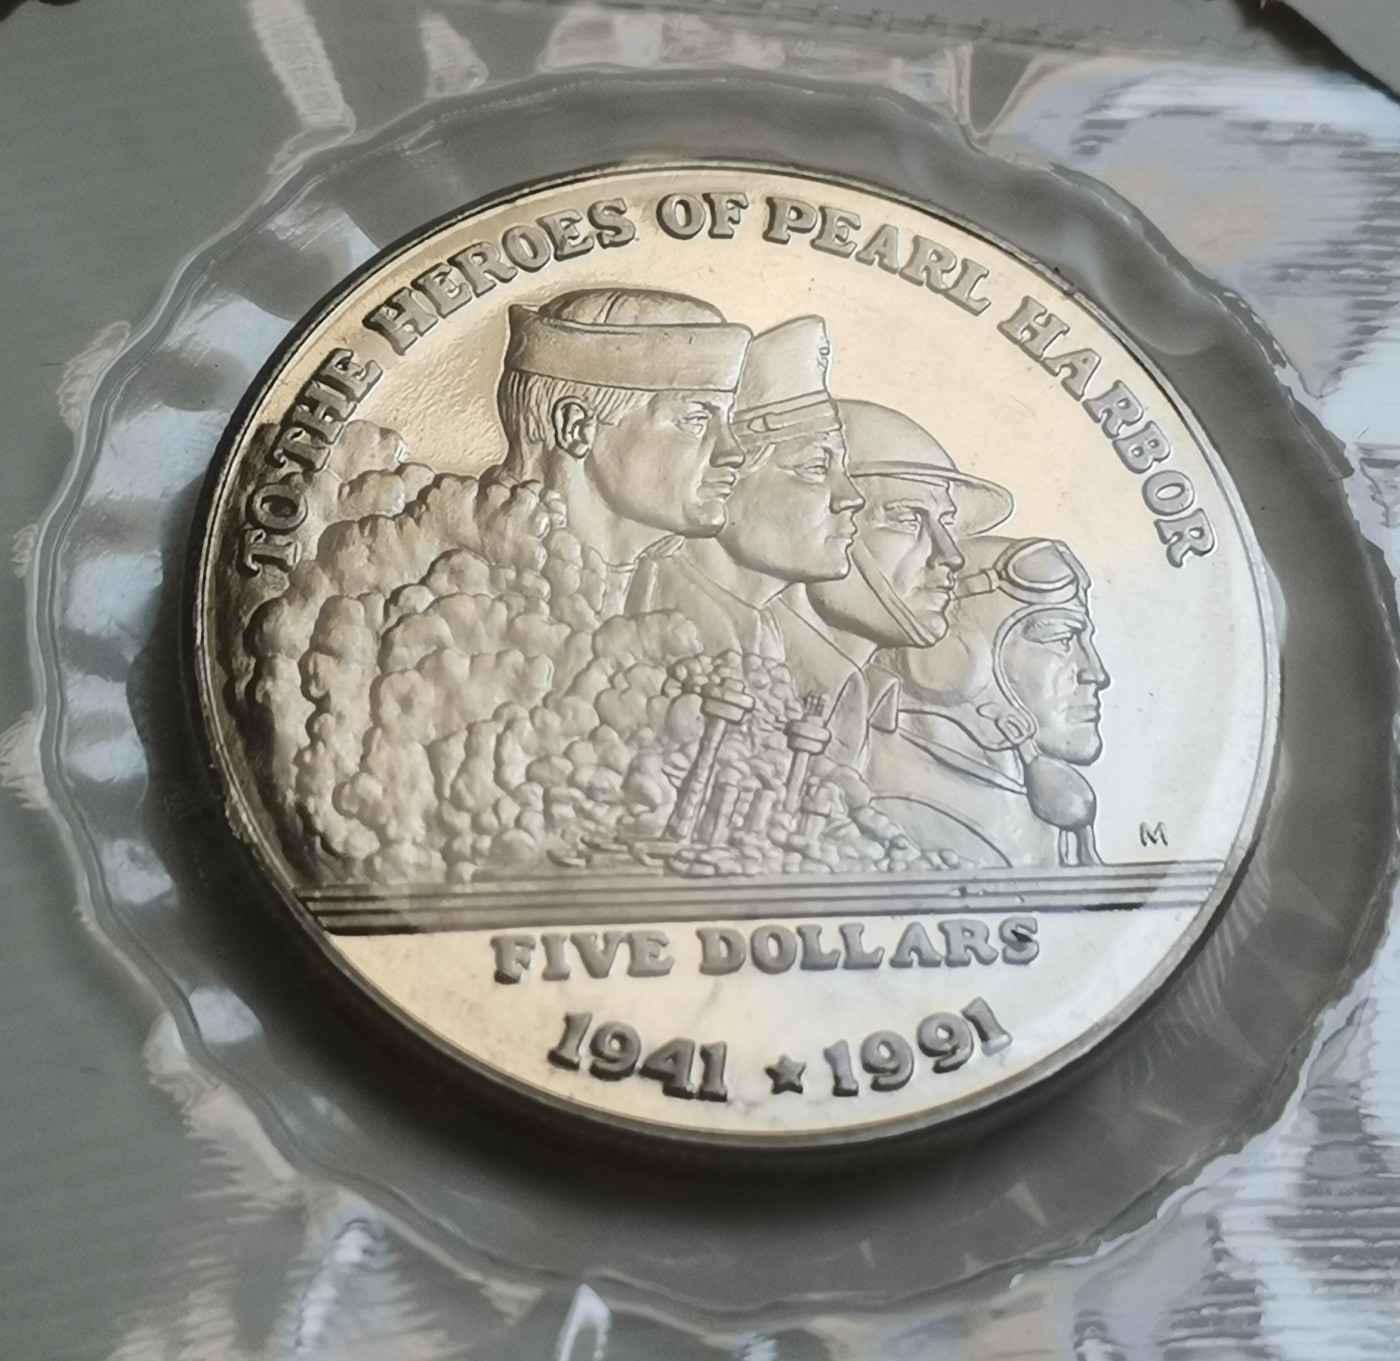 TO THE HEROES OF PEARL HARBOR
M
FIVE DOLLARS
1941 ★ 1991